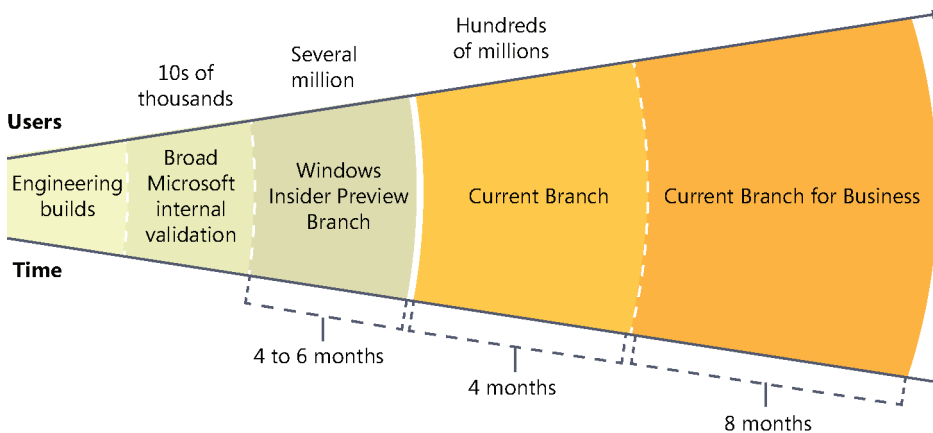 Hundreds
of millions
Several
million
10s of
thousands
Users
Engineering
builds
Broad
Microsoft
internal
validation
Windows
Insider Preview
Branch
Current Branch
Current Branch for Business
Time
4 to 6 months
4 months
8 months